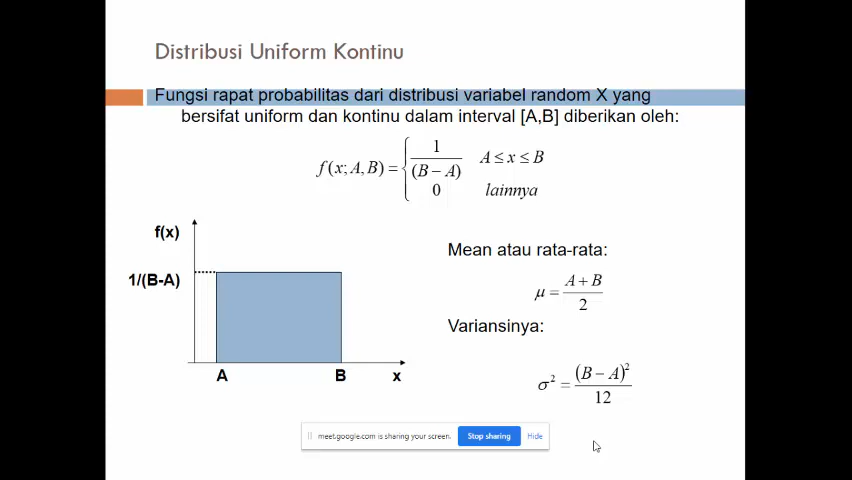 Distribusi Uniform Kontinu
Fungsi rapat probabilitas dari distribusi variabel random X yang
bersifat uniform dan kontinu dalam interval [A,B] diberikan oleh:
f(x; A, B) = { 1/(B − A) A ≤ x ≤ B
0 lainnya
f(x)
1/(B-A)
A B x
Mean atau rata-rata:
μ = (A + B)/2
Variansinya:
σ² = (B − A)²/12
meet.google.com is sharing your screen. Stop sharing Hide